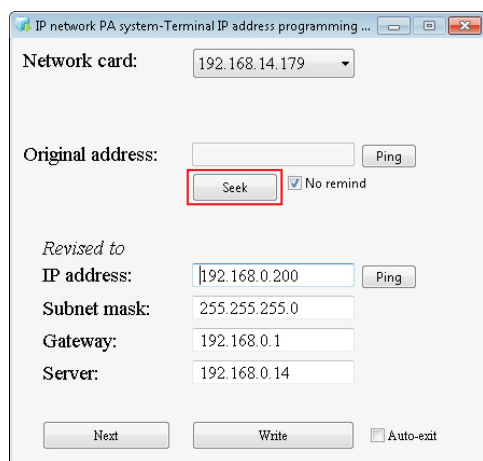 IP network PA system-Terminal IP address programming ...
Network card: 192.168.14.179
Original address: Ping
Seek No remind
Revised to
IP address: 192.168.0.200 Ping
Subnet mask: 255.255.255.0
Gateway: 192.168.0.1
Server: 192.168.0.14
Next Write Auto-exit